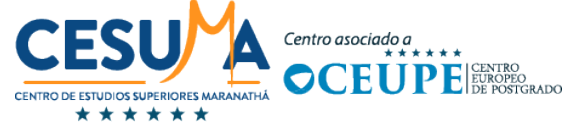 CESUMA
CENTRO DE ESTUDIOS SUPERIORES MARANATHÁ
Centro asociado a
CEUPE
CENTRO
EUROPEO
DE POSTGRADO